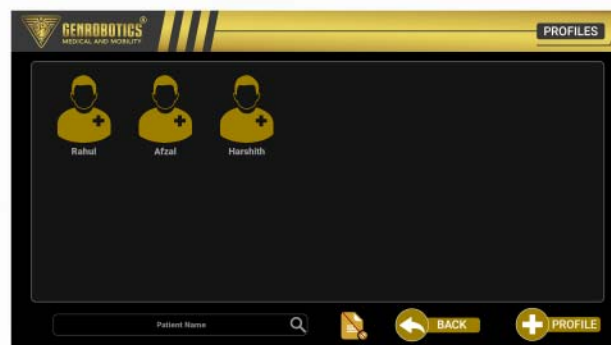 GENROBOTICS®
MEDICAL AND MOBILITY
PROFILES
Rahul
Afzal
Harshith
Patient Name
BACK
PROFILE